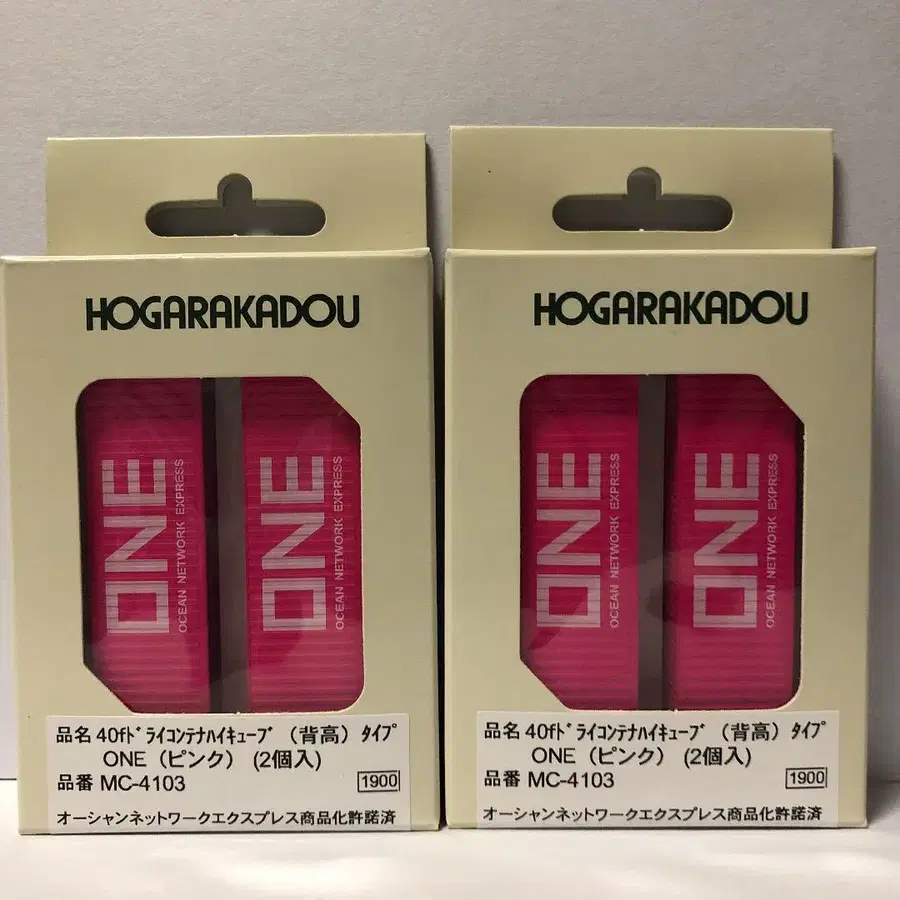 HOGARAKADOU
ONE
OCEAN NETWORK EXPRESS
ONE
OCEAN NETWORK EXPRESS
品名 40ftﾄﾞﾗｲｺﾝﾃﾅﾊｲｷｭｰﾌﾞ (背高) ﾀｲﾌﾟ
ONE (ピンク) (2個入)
品番 MC-4103
1900
オーシャンネットワークエクスプレス商品化許諾済
HOGARAKADOU
ONE
OCEAN NETWORK EXPRESS
ONE
OCEAN NETWORK EXPRESS
品名 40ftﾄﾞﾗｲｺﾝﾃﾅﾊｲｷｭｰﾌﾞ (背高) ﾀｲﾌﾟ
ONE (ピンク) (2個入)
品番 MC-4103
1900
オーシャンネットワークエクスプレス商品化許諾済